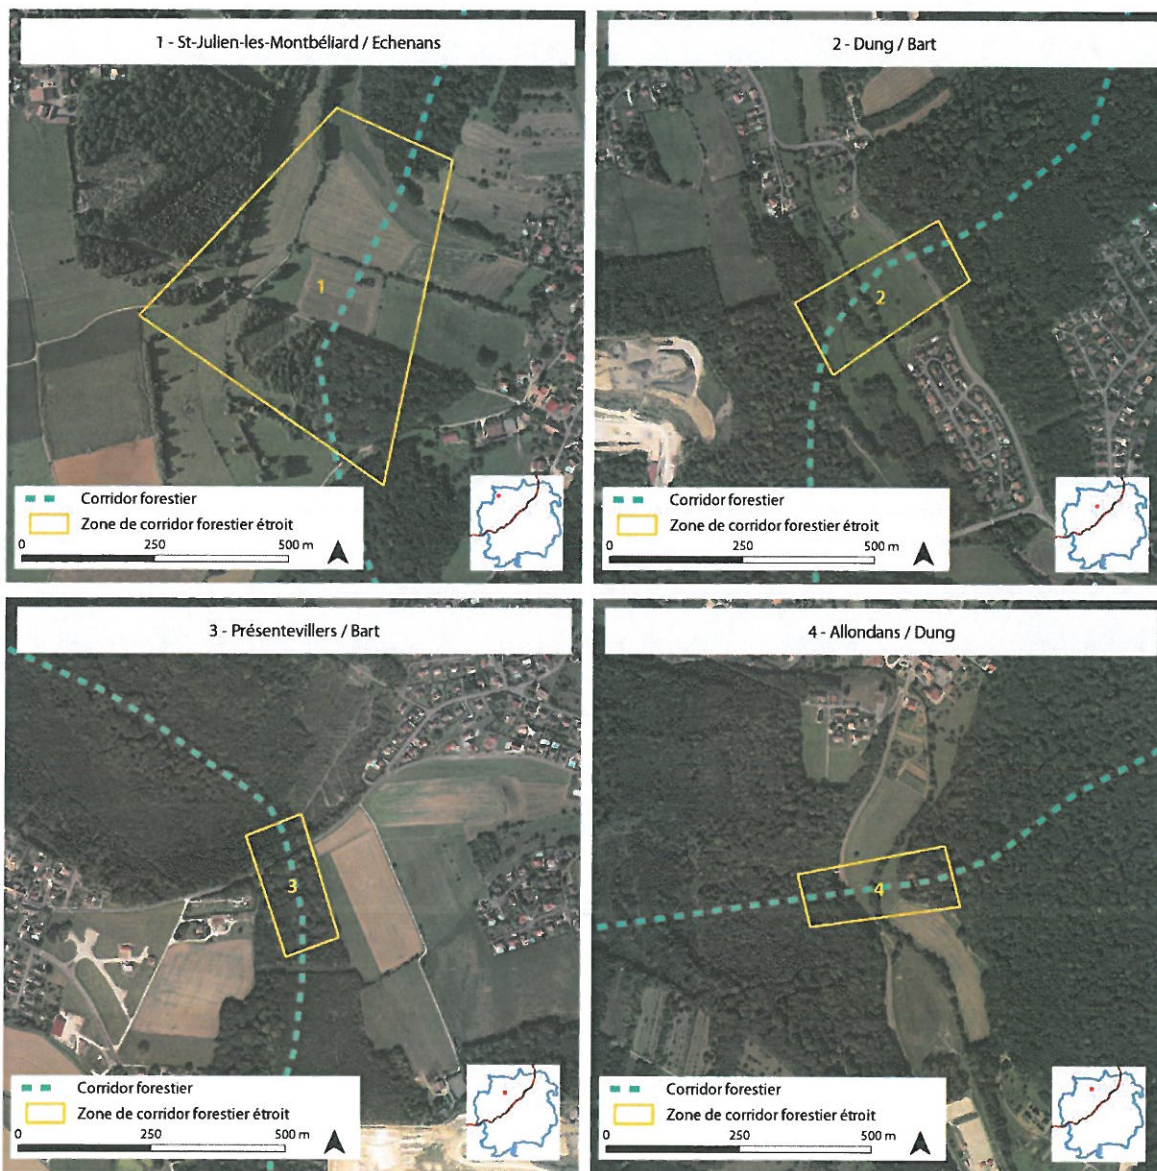 1 - St-Julien-les-Montbéliard / Echenans
1
Corridor forestier
Zone de corridor forestier étroit
0 250 500 m
2 - Dung / Bart
2
Corridor forestier
Zone de corridor forestier étroit
0 250 500 m
3 - Présentevillers / Bart
3
Corridor forestier
Zone de corridor forestier étroit
0 250 500 m
4 - Allondans / Dung
4
Corridor forestier
Zone de corridor forestier étroit
0 250 500 m